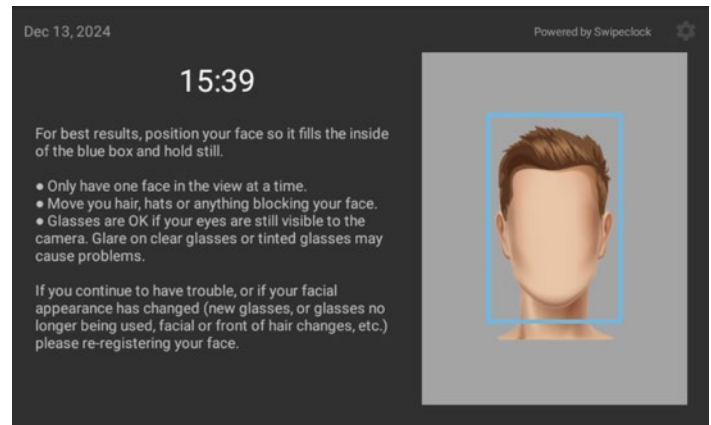 Dec 13, 2024
Powered by Swipeclock
15:39
For best results, position your face so it fills the inside
of the blue box and hold still.
● Only have one face in the view at a time.
● Move you hair, hats or anything blocking your face.
● Glasses are OK if your eyes are still visible to the
camera. Glare on clear glasses or tinted glasses may
cause problems.
If you continue to have trouble, or if your facial
appearance has changed (new glasses, or glasses no
longer being used, facial or front of hair changes, etc.)
please re-registering your face.